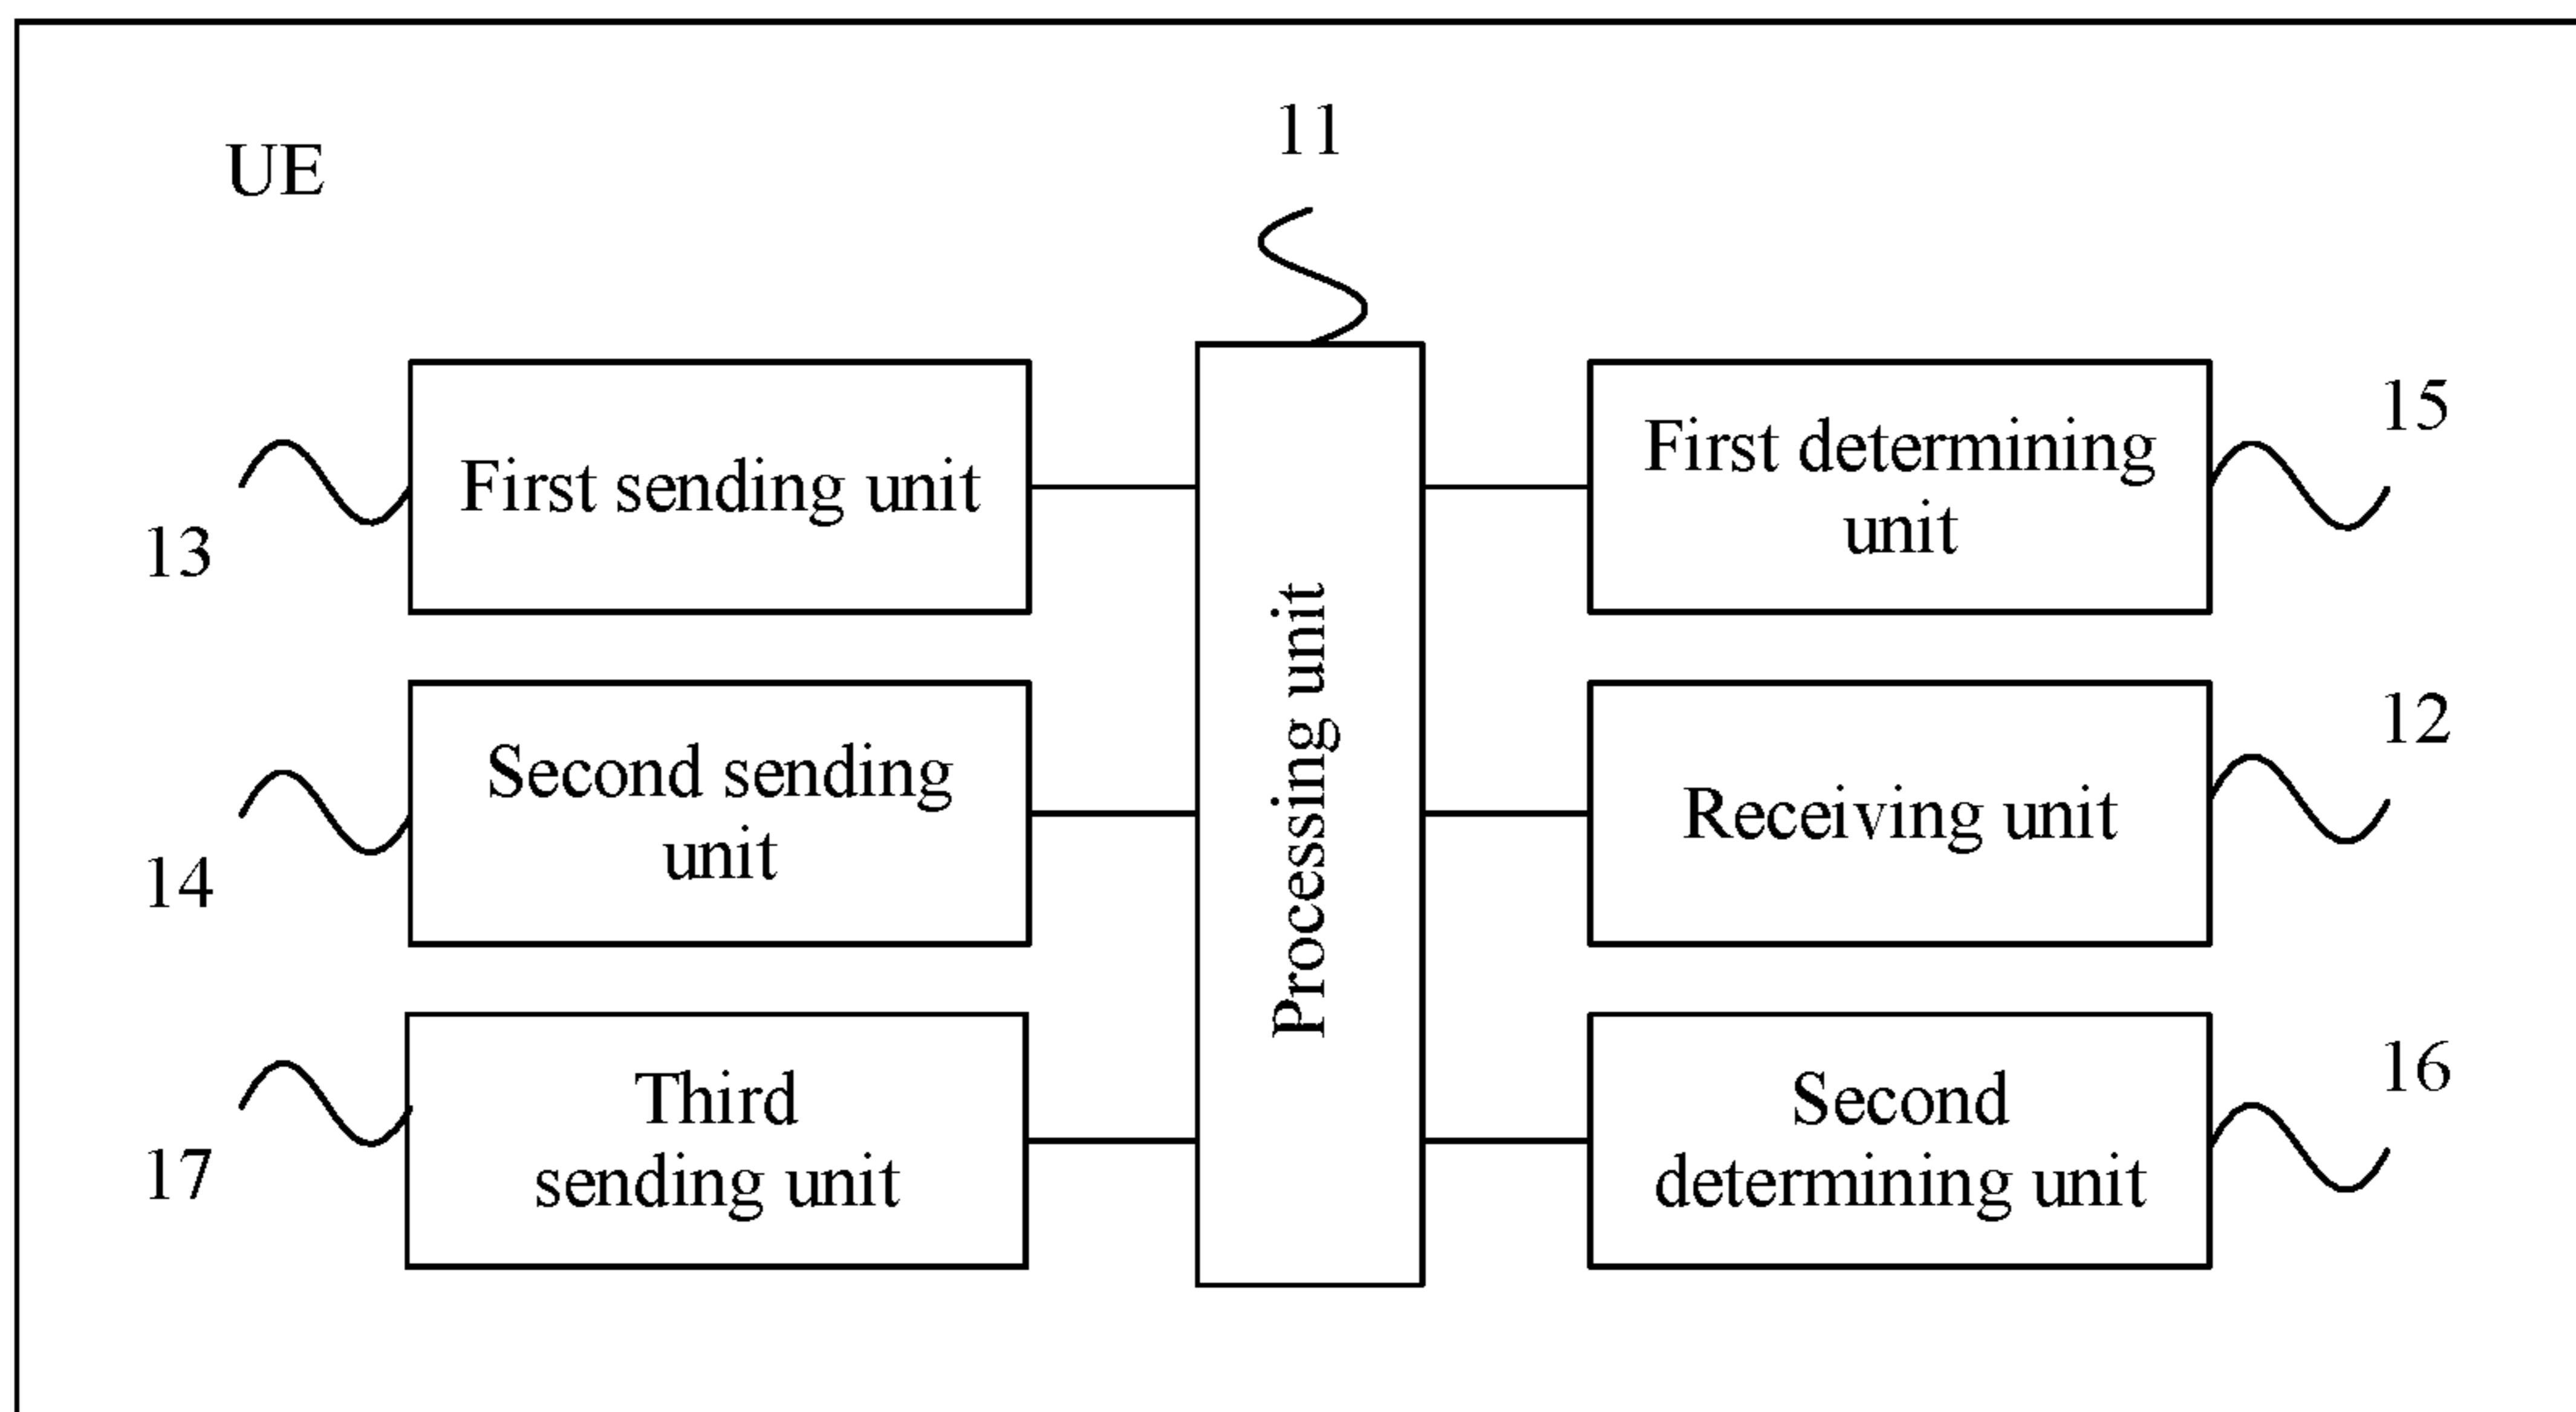 UE
11
First sending unit
13
First determining
unit
15
Second sending
unit
14
Processing unit
Receiving unit
12
Third
sending unit
17
Second
determining unit
16